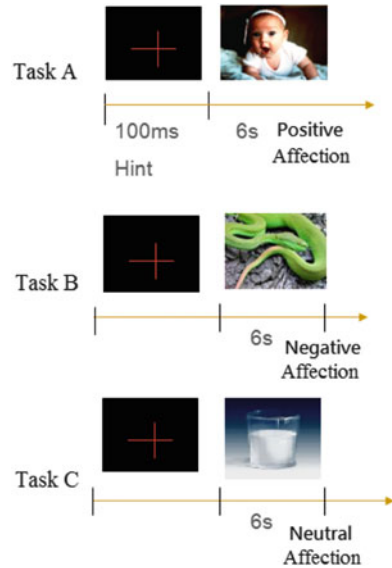 Task A
100ms
6s
Positive
Affection
Hint
Task B
6s
Negative
Affection
Task C
6s
Neutral
Affection